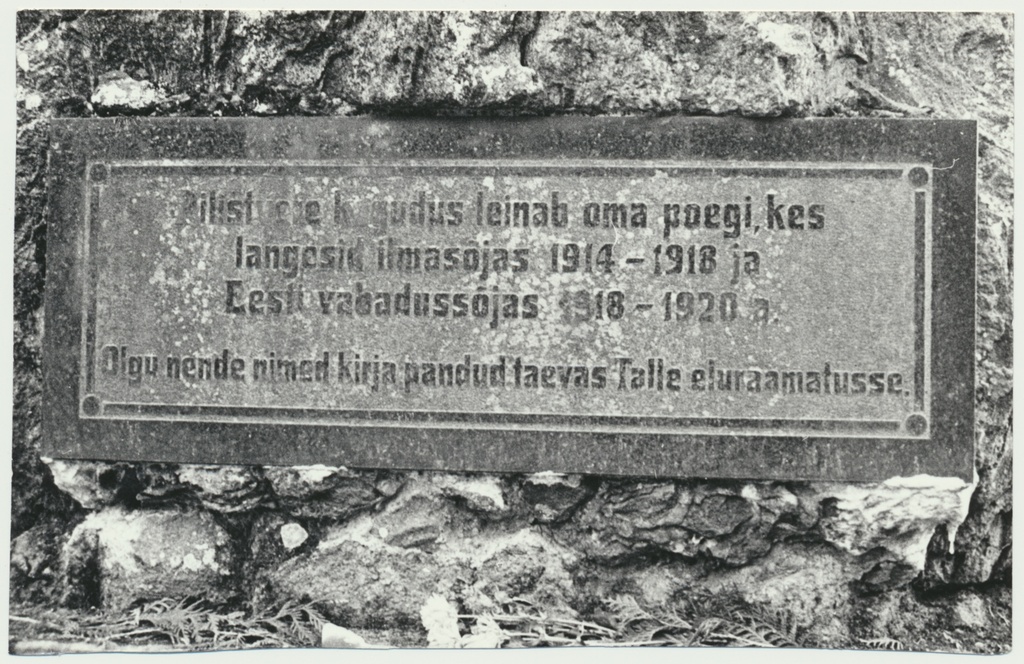 Pilistvere kogudus leinab oma poegi, kes
langesid ilmasõjas 1914 – 1918 ja
Eesti vabadussõjas 1918 – 1920 a.
Olgu nende nimed kirja pandud taevas Talle eluraamatusse.